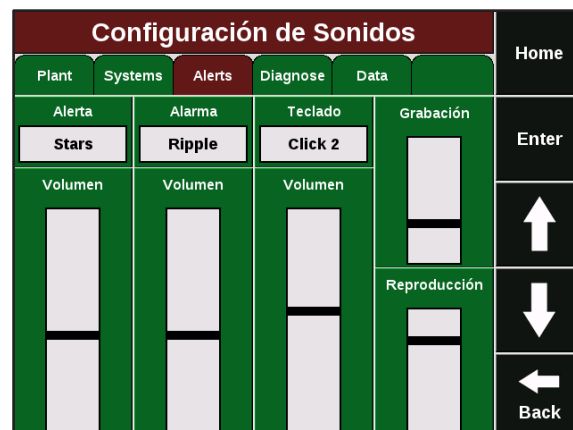 Configuración de Sonidos
Home
Plant Systems Alerts Diagnose Data
Alerta Alarma Teclado Grabación
Stars Ripple Click 2 Enter
Volumen Volumen Volumen
Reproducción
Back